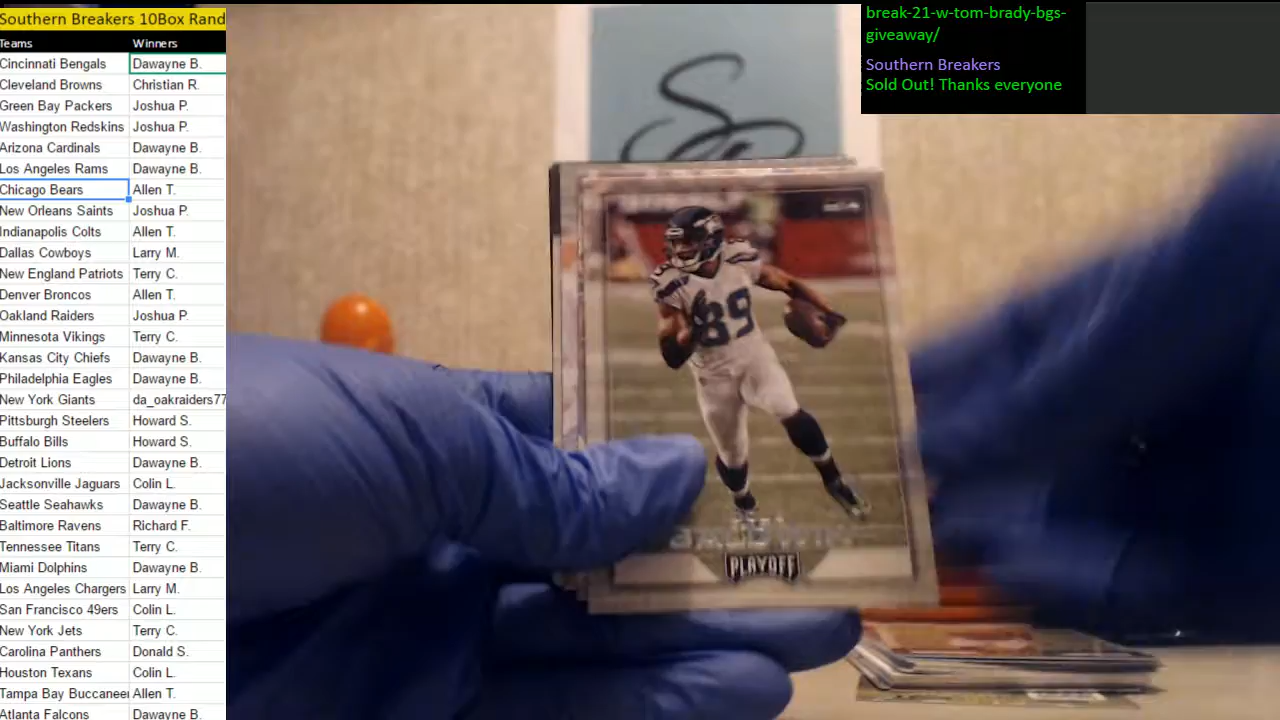 Southern Breakers 10Box Rand
Teams Winners
Cincinnati Bengals Dawayne B.
Cleveland Browns Christian R.
Green Bay Packers Joshua P.
Washington Redskins Joshua P.
Arizona Cardinals Dawayne B.
Los Angeles Rams Dawayne B.
Chicago Bears Allen T.
New Orleans Saints Joshua P.
Indianapolis Colts Allen T.
Dallas Cowboys Larry M.
New England Patriots Terry C.
Denver Broncos Allen T.
Oakland Raiders Joshua P.
Minnesota Vikings Terry C.
Kansas City Chiefs Dawayne B.
Philadelphia Eagles Dawayne B.
New York Giants da_oakraiders77
Pittsburgh Steelers Howard S.
Buffalo Bills Howard S.
Detroit Lions Dawayne B.
Jacksonville Jaguars Colin L.
Seattle Seahawks Dawayne B.
Baltimore Ravens Richard F.
Tennessee Titans Terry C.
Miami Dolphins Dawayne B.
Los Angeles Chargers Larry M.
San Francisco 49ers Colin L.
New York Jets Terry C.
Carolina Panthers Donald S.
Houston Texans Colin L.
Tampa Bay Buccaneer Allen T.
Atlanta Falcons Dawayne B.
break-21-w-tom-brady-bgs-
giveaway/
Southern Breakers
Sold Out! Thanks everyone
89
BALDWIN
PLAYOFF